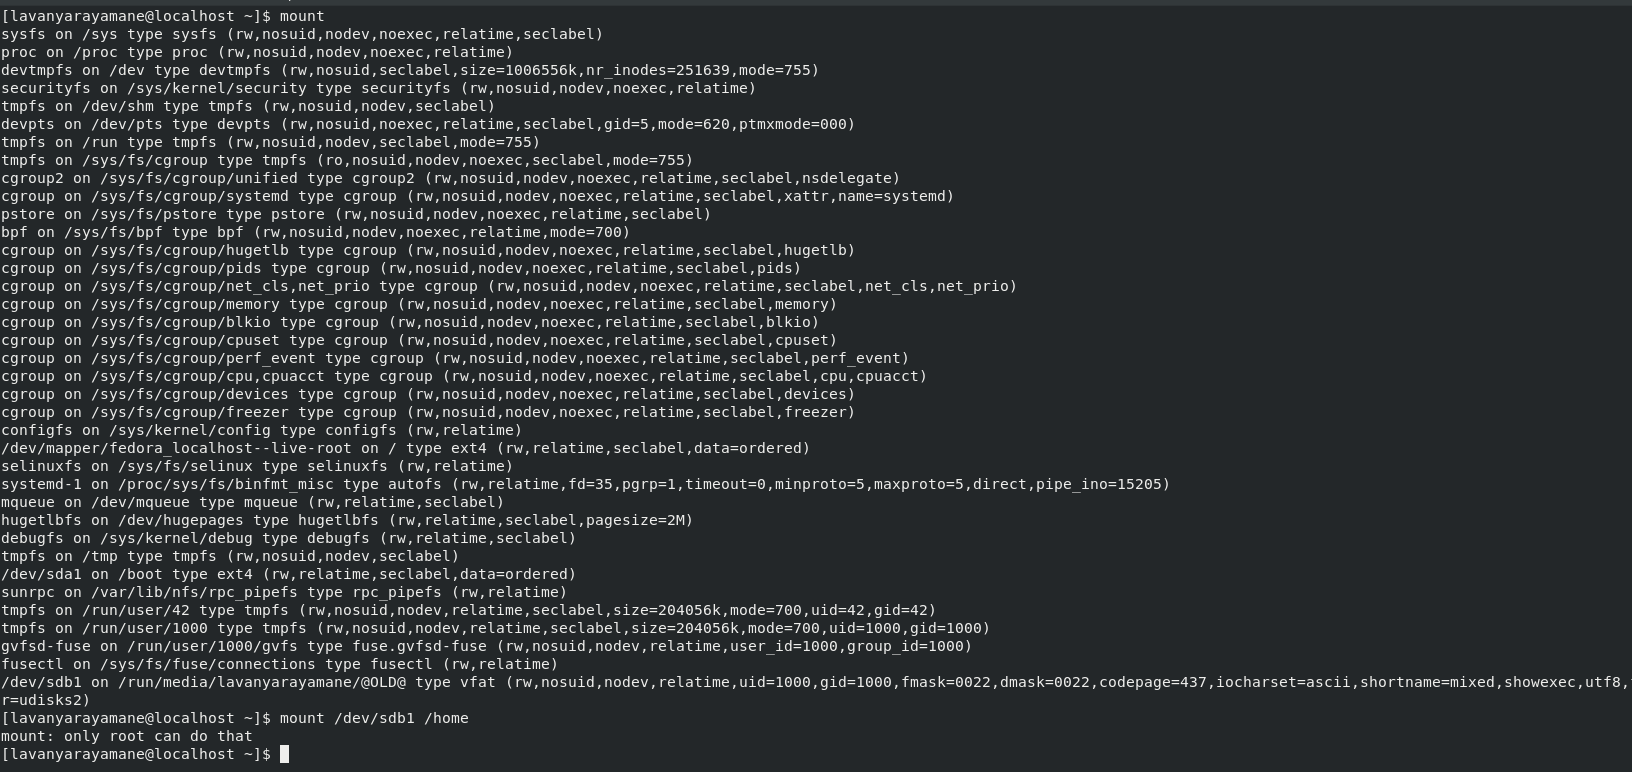 [lavanyarayamane@localhost ~]$ mount
sysfs on /sys type sysfs (rw,nosuid,nodev,noexec,relatime,seclabel)
proc on /proc type proc (rw,nosuid,nodev,noexec,relatime)
devtmpfs on /dev type devtmpfs (rw,nosuid,seclabel,size=1006556k,nr_inodes=251639,mode=755)
securityfs on /sys/kernel/security type securityfs (rw,nosuid,nodev,noexec,relatime)
tmpfs on /dev/shm type tmpfs (rw,nosuid,nodev,seclabel)
devpts on /dev/pts type devpts (rw,nosuid,noexec,relatime,seclabel,gid=5,mode=620,ptmxmode=000)
tmpfs on /run type tmpfs (rw,nosuid,nodev,seclabel,mode=755)
tmpfs on /sys/fs/cgroup type tmpfs (ro,nosuid,nodev,noexec,seclabel,mode=755)
cgroup2 on /sys/fs/cgroup/unified type cgroup2 (rw,nosuid,nodev,noexec,relatime,seclabel,nsdelegate)
cgroup on /sys/fs/cgroup/systemd type cgroup (rw,nosuid,nodev,noexec,relatime,seclabel,xattr,name=systemd)
pstore on /sys/fs/pstore type pstore (rw,nosuid,nodev,noexec,relatime,seclabel)
bpf on /sys/fs/bpf type bpf (rw,nosuid,nodev,noexec,relatime,mode=700)
cgroup on /sys/fs/cgroup/hugetlb type cgroup (rw,nosuid,nodev,noexec,relatime,seclabel,hugetlb)
cgroup on /sys/fs/cgroup/pids type cgroup (rw,nosuid,nodev,noexec,relatime,seclabel,pids)
cgroup on /sys/fs/cgroup/net_cls,net_prio type cgroup (rw,nosuid,nodev,noexec,relatime,seclabel,net_cls,net_prio)
cgroup on /sys/fs/cgroup/memory type cgroup (rw,nosuid,nodev,noexec,relatime,seclabel,memory)
cgroup on /sys/fs/cgroup/blkio type cgroup (rw,nosuid,nodev,noexec,relatime,seclabel,blkio)
cgroup on /sys/fs/cgroup/cpuset type cgroup (rw,nosuid,nodev,noexec,relatime,seclabel,cpuset)
cgroup on /sys/fs/cgroup/perf_event type cgroup (rw,nosuid,nodev,noexec,relatime,seclabel,perf_event)
cgroup on /sys/fs/cgroup/cpu,cpuacct type cgroup (rw,nosuid,nodev,noexec,relatime,seclabel,cpu,cpuacct)
cgroup on /sys/fs/cgroup/devices type cgroup (rw,nosuid,nodev,noexec,relatime,seclabel,devices)
cgroup on /sys/fs/cgroup/freezer type cgroup (rw,nosuid,nodev,noexec,relatime,seclabel,freezer)
configfs on /sys/kernel/config type configfs (rw,relatime)
/dev/mapper/fedora_localhost--live-root on / type ext4 (rw,relatime,seclabel,data=ordered)
selinuxfs on /sys/fs/selinux type selinuxfs (rw,relatime)
systemd-1 on /proc/sys/fs/binfmt_misc type autofs (rw,relatime,fd=35,pgrp=1,timeout=0,minproto=5,maxproto=5,direct,pipe_ino=15205)
mqueue on /dev/mqueue type mqueue (rw,relatime,seclabel)
hugetlbfs on /dev/hugepages type hugetlbfs (rw,relatime,seclabel,pagesize=2M)
debugfs on /sys/kernel/debug type debugfs (rw,relatime,seclabel)
tmpfs on /tmp type tmpfs (rw,nosuid,nodev,seclabel)
/dev/sda1 on /boot type ext4 (rw,relatime,seclabel,data=ordered)
sunrpc on /var/lib/nfs/rpc_pipefs type rpc_pipefs (rw,relatime)
tmpfs on /run/user/42 type tmpfs (rw,nosuid,nodev,relatime,seclabel,size=204056k,mode=700,uid=42,gid=42)
tmpfs on /run/user/1000 type tmpfs (rw,nosuid,nodev,relatime,seclabel,size=204056k,mode=700,uid=1000,gid=1000)
gvfsd-fuse on /run/user/1000/gvfs type fuse.gvfsd-fuse (rw,nosuid,nodev,relatime,user_id=1000,group_id=1000)
fusectl on /sys/fs/fuse/connections type fusectl (rw,relatime)
/dev/sdb1 on /run/media/lavanyarayamane/@OLD@ type vfat (rw,nosuid,nodev,relatime,uid=1000,gid=1000,fmask=0022,dmask=0022,codepage=437,iocharset=ascii,shortname=mixed,showexec,utf8,
r=udisks2)
[lavanyarayamane@localhost ~]$ mount /dev/sdb1 /home
mount: only root can do that
[lavanyarayamane@localhost ~]$